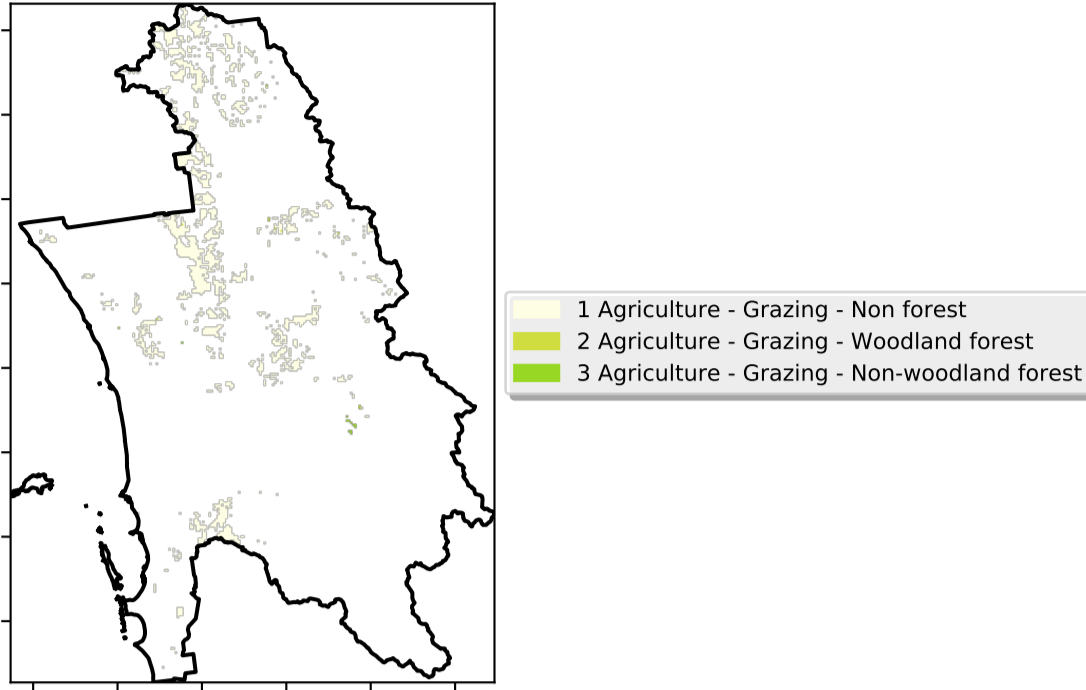 1 Agriculture - Grazing - Non forest
2 Agriculture - Grazing - Woodland forest
3 Agriculture - Grazing - Non-woodland forest